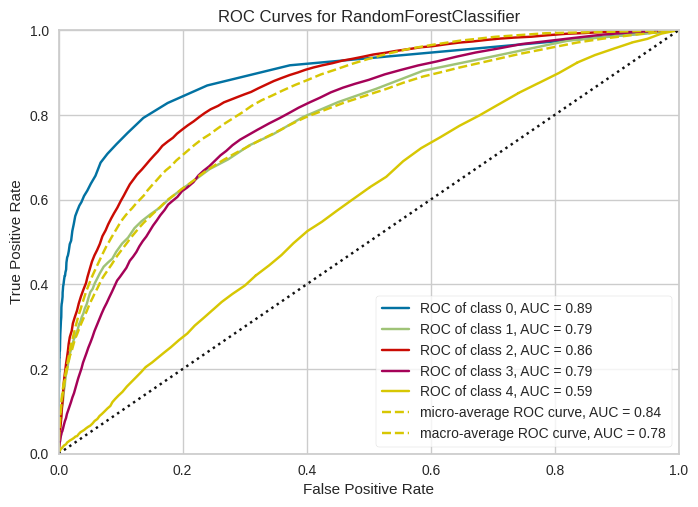 ROC Curves for RandomForestClassifier
True Positive Rate
1.0
0.8
0.6
0.4
0.2
0.0
ROC of class 0, AUC = 0.89
ROC of class 1, AUC = 0.79
ROC of class 2, AUC = 0.86
ROC of class 3, AUC = 0.79
ROC of class 4, AUC = 0.59
micro-average ROC curve, AUC = 0.84
macro-average ROC curve, AUC = 0.78
0.0 0.2 0.4 0.6 0.8 1.0
False Positive Rate